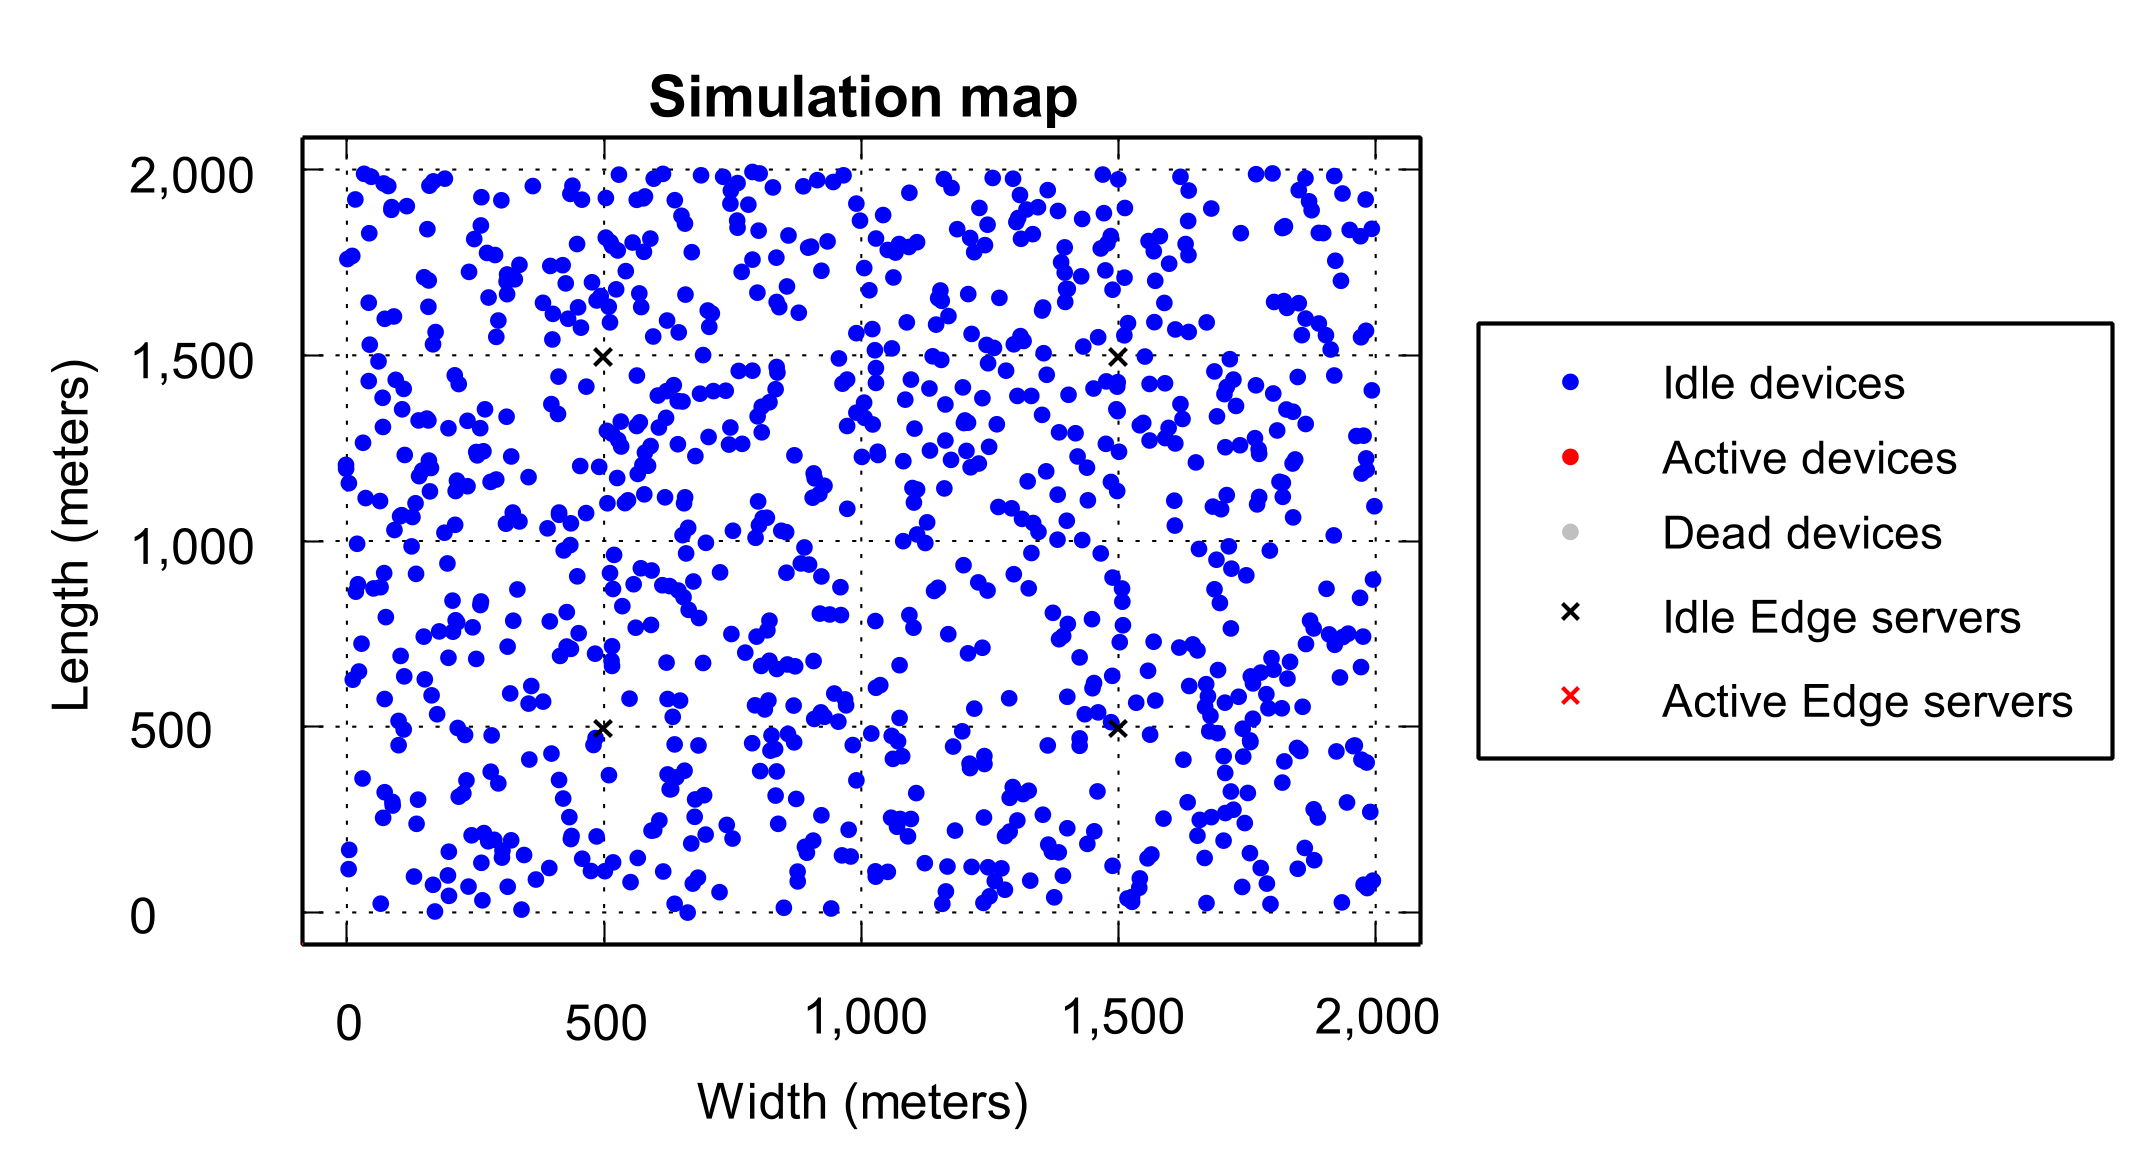 Simulation map
Length (meters)
2,000
1,500
1,000
500
0
0
500
1,000
1,500
2,000
Width (meters)
Idle devices
Active devices
Dead devices
Idle Edge servers
Active Edge servers